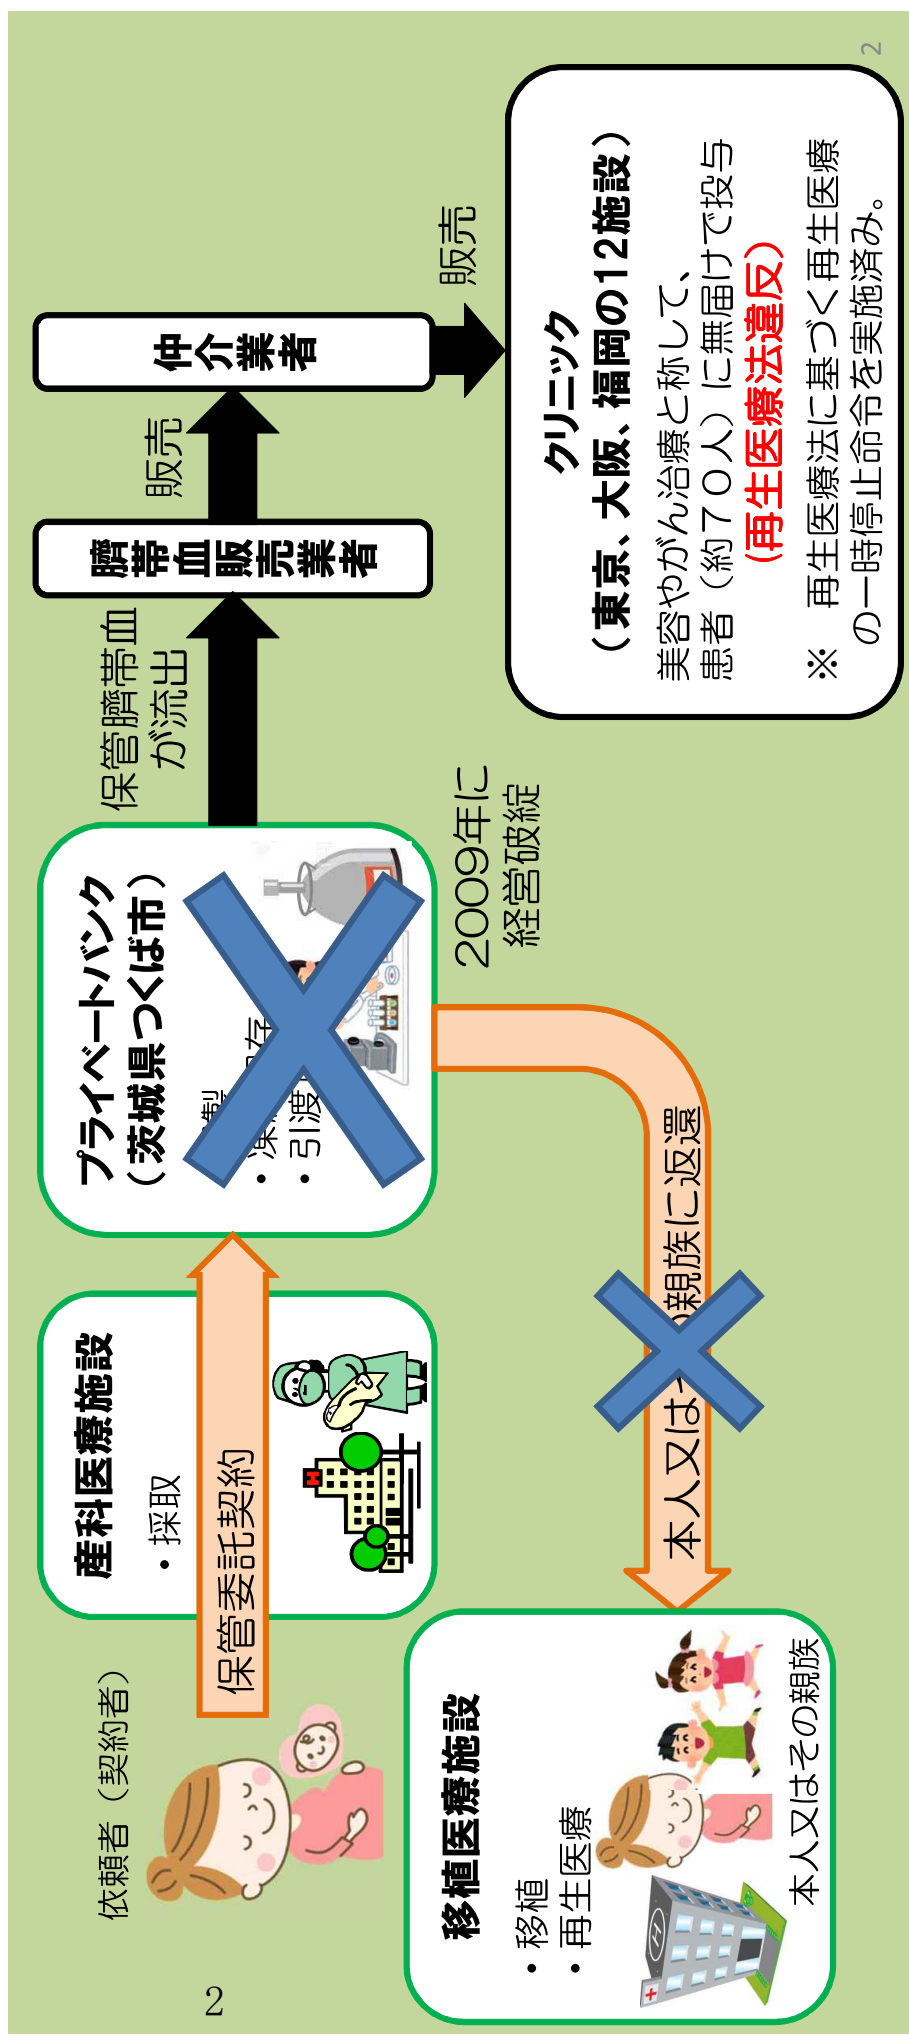 依頼者（契約者）
産科医療施設
・採取
保管委託契約
プライベートバンク
（茨城県つくば市）
製
・凍 保存
・引渡
2009年に
経営破綻
保管臍帯血
が流出
臍帯血販売業者
販売
仲介業者
販売
クリニック
（東京、大阪、福岡の12施設）
美容やがん治療と称して、
患者（約７０人）に無届けで投与
(再生医療法違反)
※ 再生医療法に基づく再生医療
の一時停止命令を実施済み。
本人又は の親族に返還
移植医療施設
・移植
・再生医療
本人又はその親族
H
H
2
2